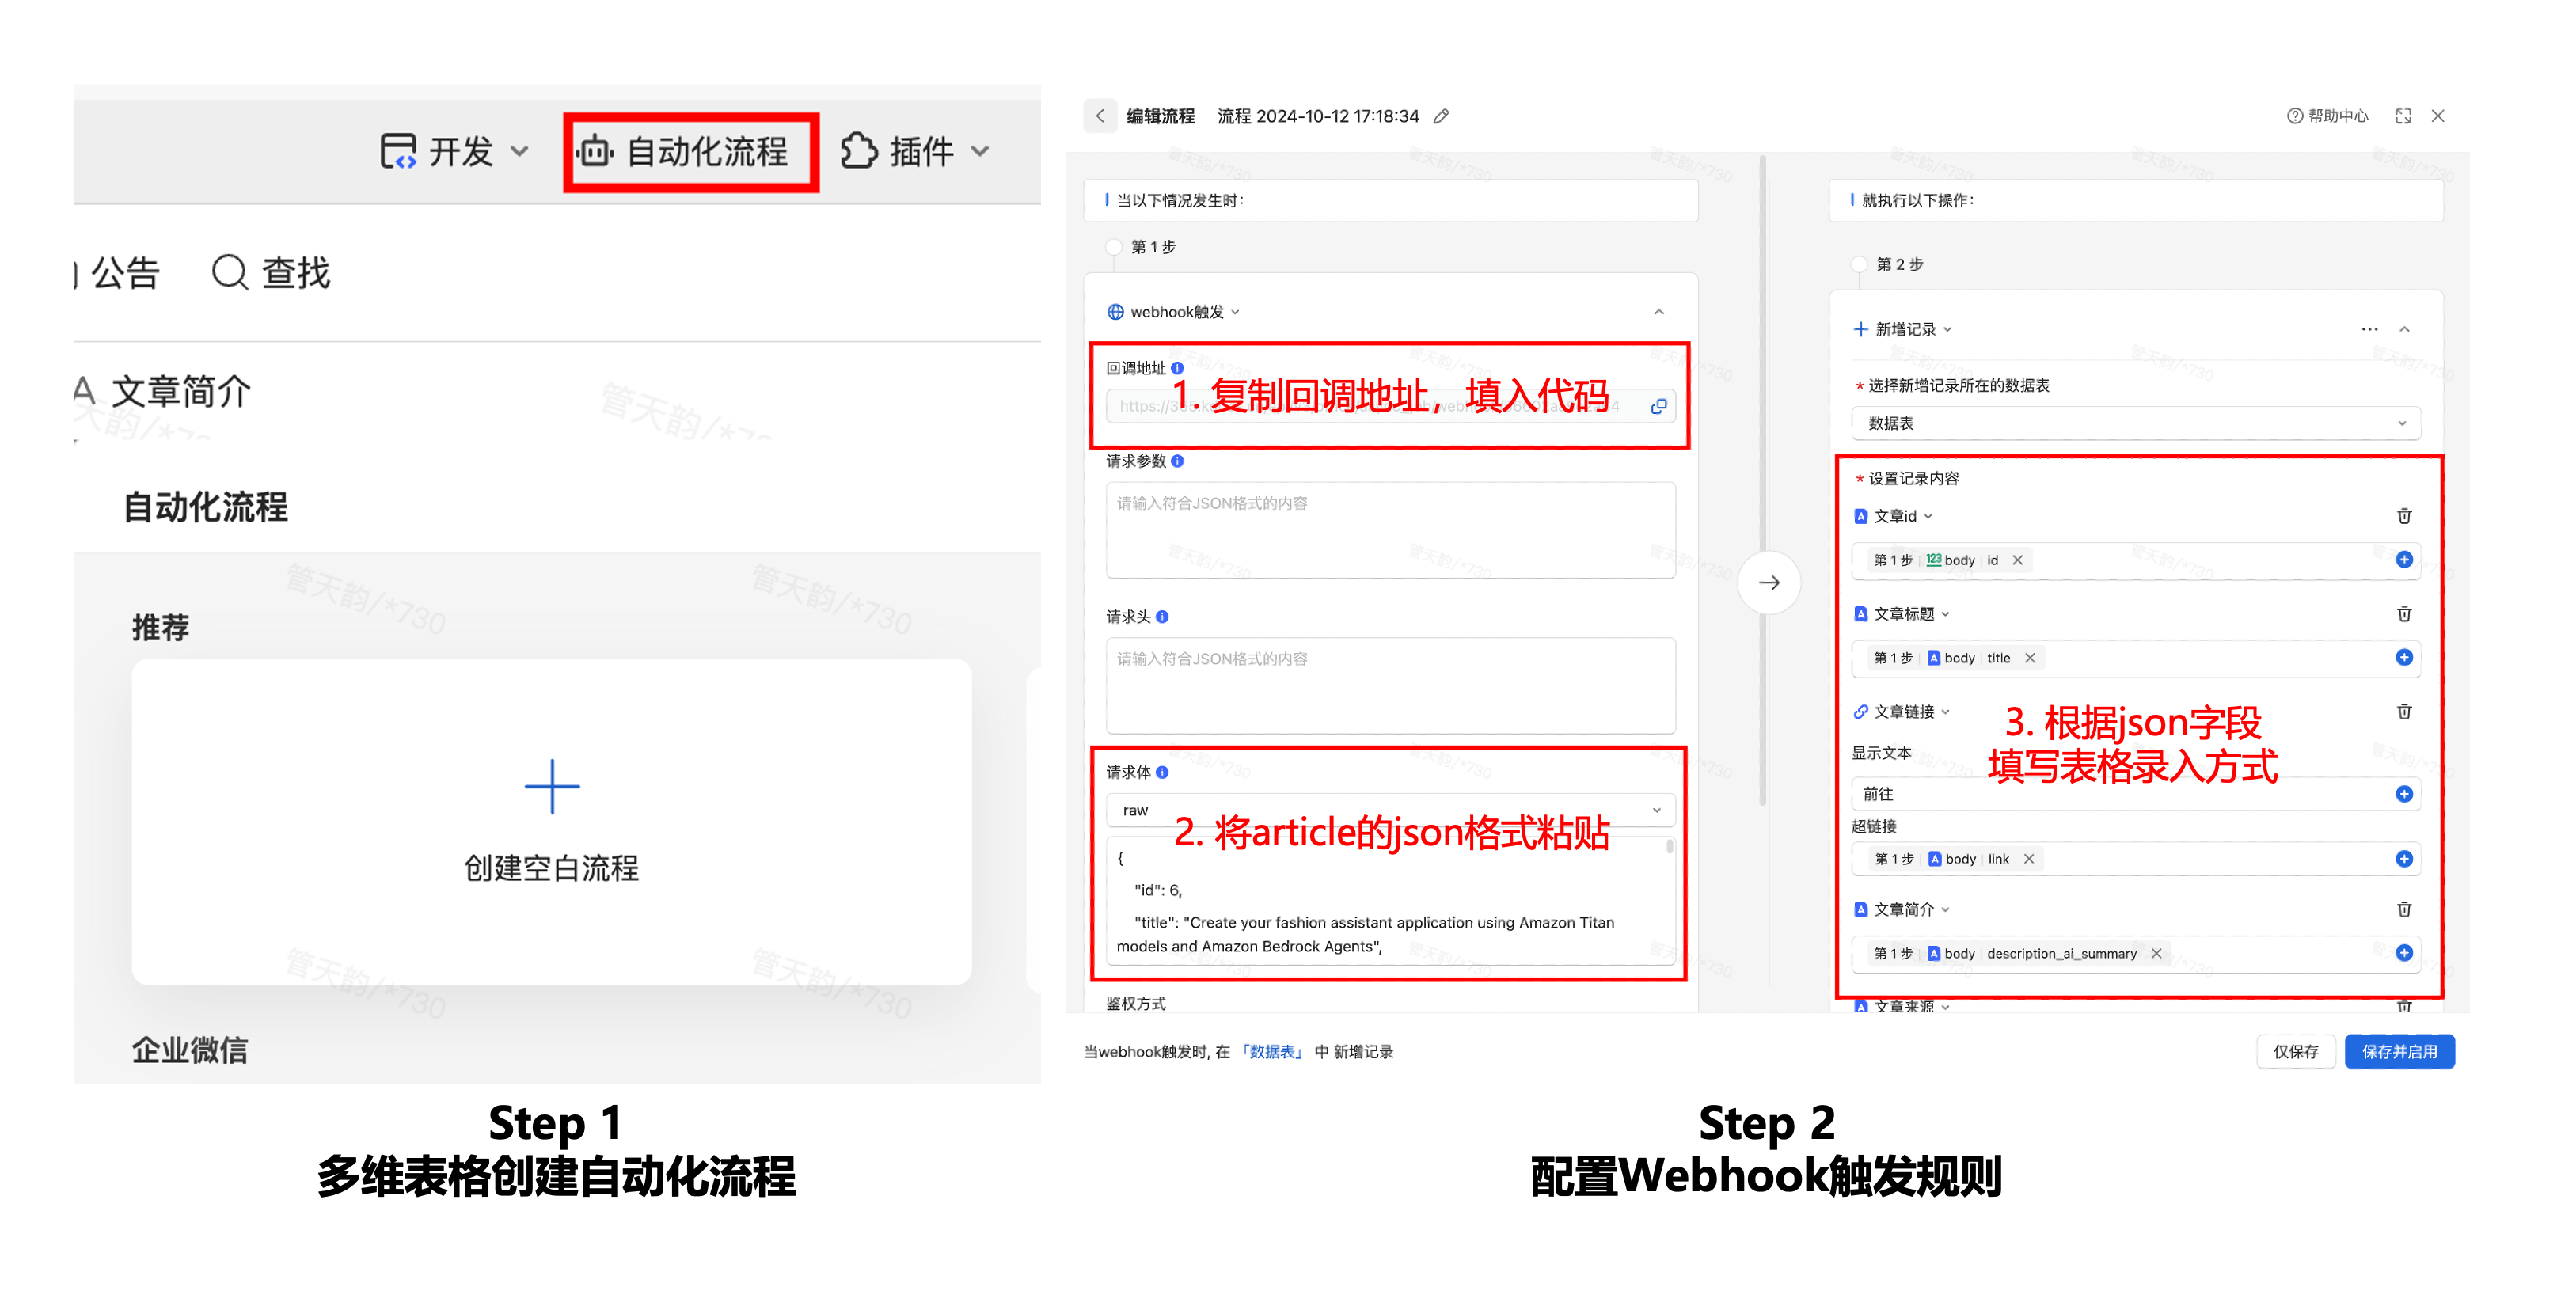 开发
自动化流程
插件
公告
查找
A 文章简介
自动化流程
推荐
创建空白流程
企业微信
管天韵/*730
Step 1
多维表格创建自动化流程
编辑流程
流程 2024-10-12 17:18:34
帮助中心
当以下情况发生时：
第 1 步
webhook触发
回调地址
1. 复制回调地址，填入代码
请求参数
请输入符合JSON格式的内容
请求头
请输入符合JSON格式的内容
请求体
raw
2. 将article的json格式粘贴
{
"id": 6,
"title": "Create your fashion assistant application using Amazon Titan
models and Amazon Bedrock Agents",
鉴权方式
就执行以下操作：
第 2 步
新增记录
* 选择新增记录所在的数据表
数据表
* 设置记录内容
文章id
第 1 步 123 body id
文章标题
第 1 步 A body title
文章链接
3. 根据json字段
填写表格录入方式
显示文本
前往
超链接
第 1 步 A body link
文章简介
第 1 步 A body description_ai_summary
文章来源
当webhook触发时, 在 「数据表」 中 新增记录
仅保存
保存并启用
Step 2
配置Webhook触发规则